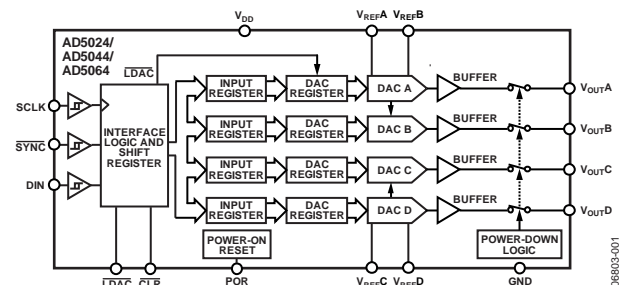 VDD
VREFA VREFB
AD5024/
AD5044/
AD5064
LDAC
SCLK
SYNC
DIN
INTERFACE
LOGIC AND
SHIFT
REGISTER
INPUT
REGISTER
DAC
REGISTER
DAC A
BUFFER
VOUTA
INPUT
REGISTER
DAC
REGISTER
DAC B
BUFFER
VOUTB
INPUT
REGISTER
DAC
REGISTER
DAC C
BUFFER
VOUTC
INPUT
REGISTER
DAC
REGISTER
DAC D
BUFFER
VOUTD
POWER-ON
RESET
POWER-DOWN
LOGIC
LDAC CLR
POR
VREFC VREFD
GND
06803-001